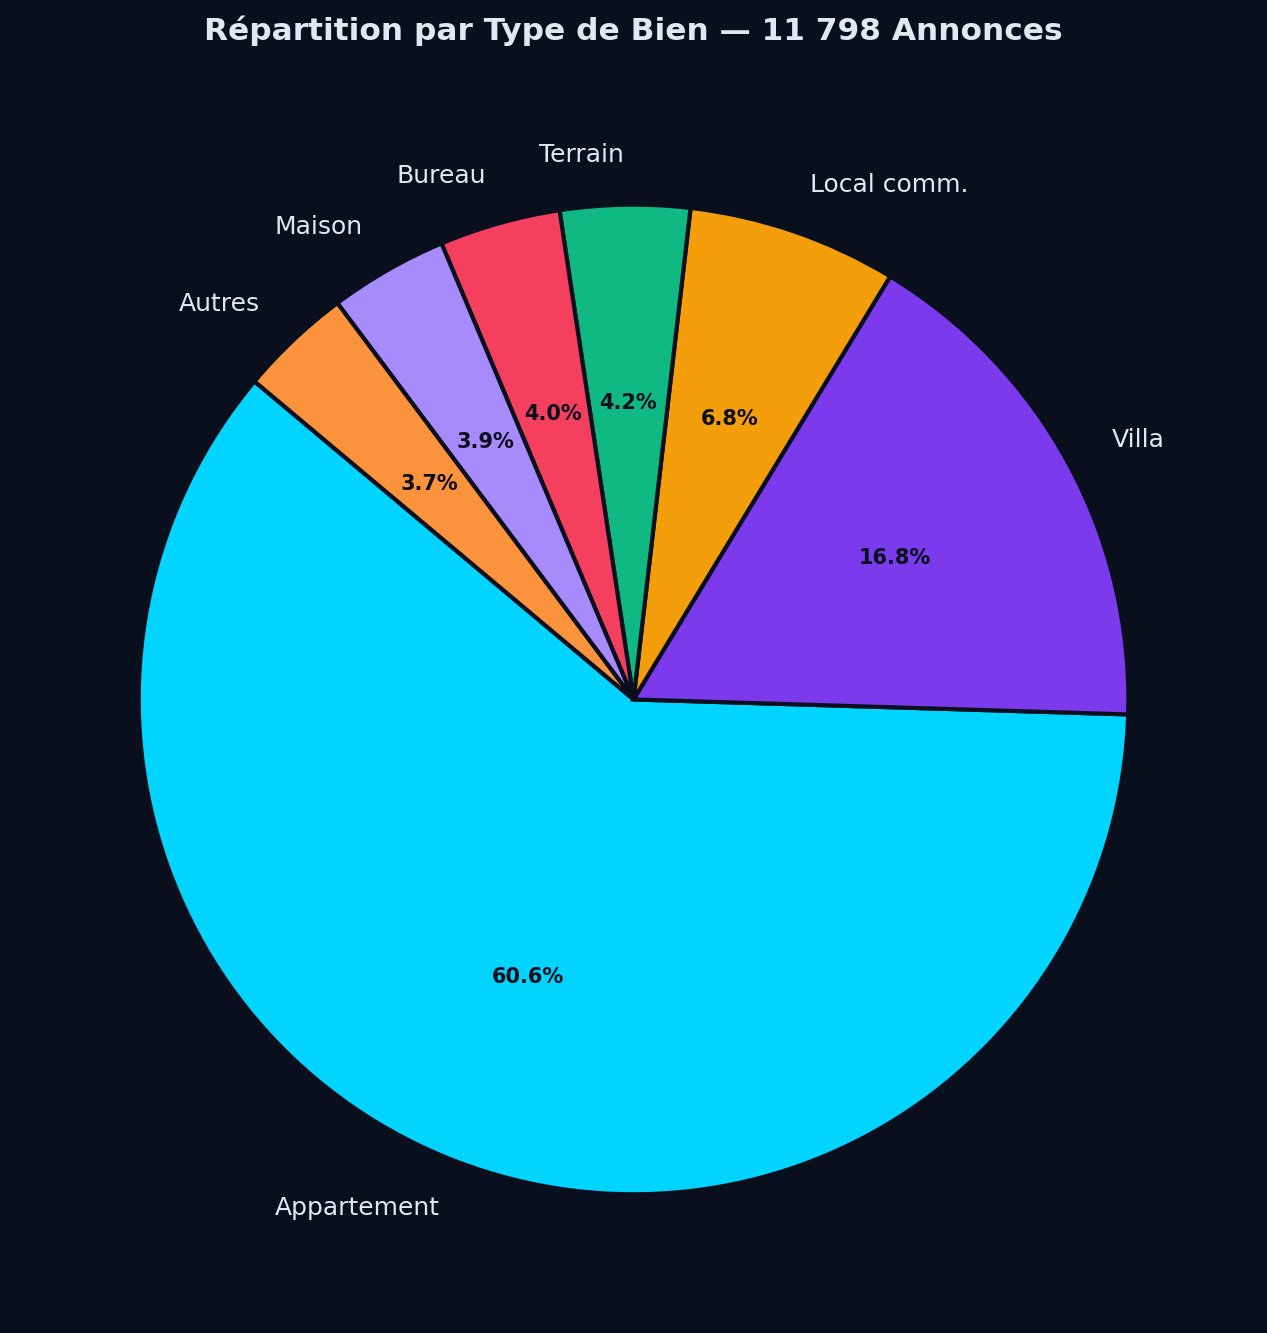 Répartition par Type de Bien — 11 798 Annonces
Terrain
Bureau
Local comm.
Maison
Autres
Villa
4.2%
4.0%
6.8%
3.9%
3.7%
16.8%
60.6%
Appartement